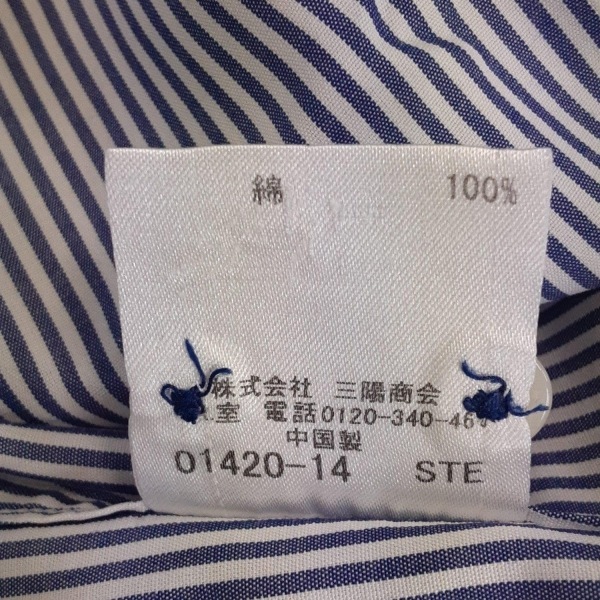 綿 100%
株式会社 三陽商会
室 電話0120-340-46
中国製
01420-14 STE